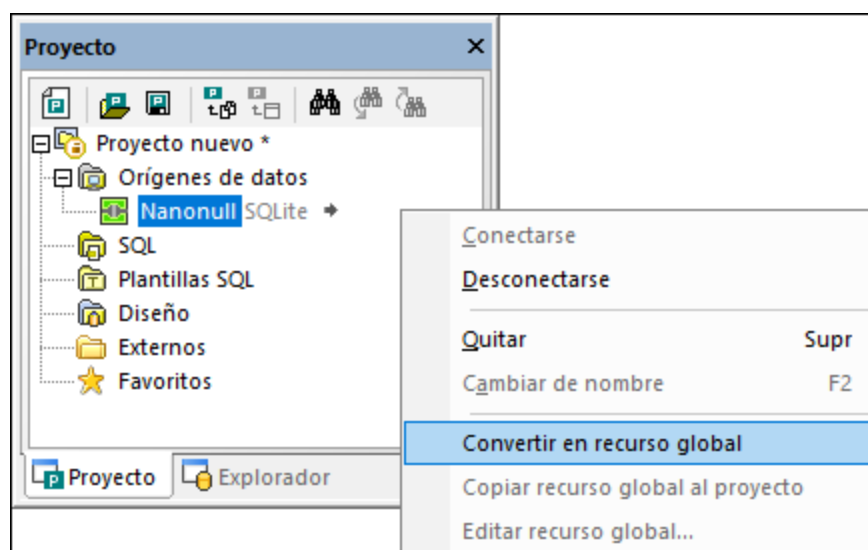 Proyecto
Proyecto nuevo *
Orígenes de datos
Nanonull SQLite
SQL
Plantillas SQL
Diseño
Externos
Favoritos
Proyecto Explorador
Conectarse
Desconectarse
Quitar Supr
Cambiar de nombre F2
Convertir en recurso global
Copiar recurso global al proyecto
Editar recurso global...